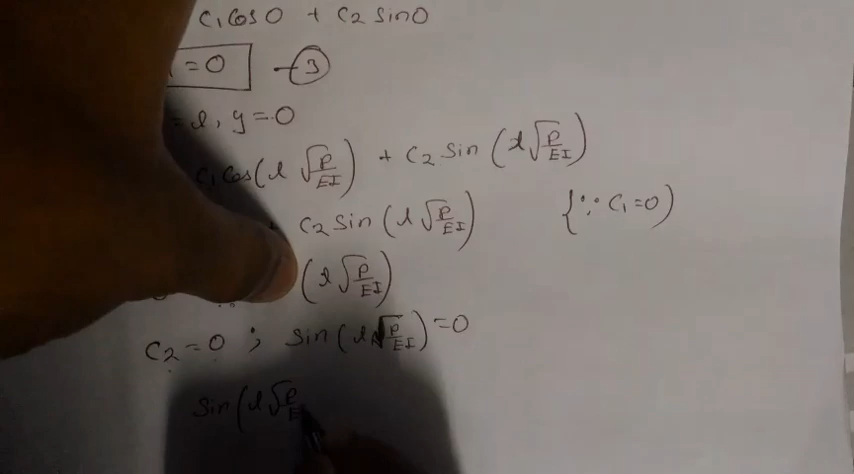 C₁ Cos 0 + C₂ Sin 0
= 0 — ③
= l, y = 0
C₁ Cos (l √P/EI) + C₂ Sin (l √P/EI)
C₂ Sin (l √P/EI) {∵ C₁ = 0)
(l √P/EI)
C₂ = 0 ; Sin (l √P/EI) = 0
Sin (l √P/E